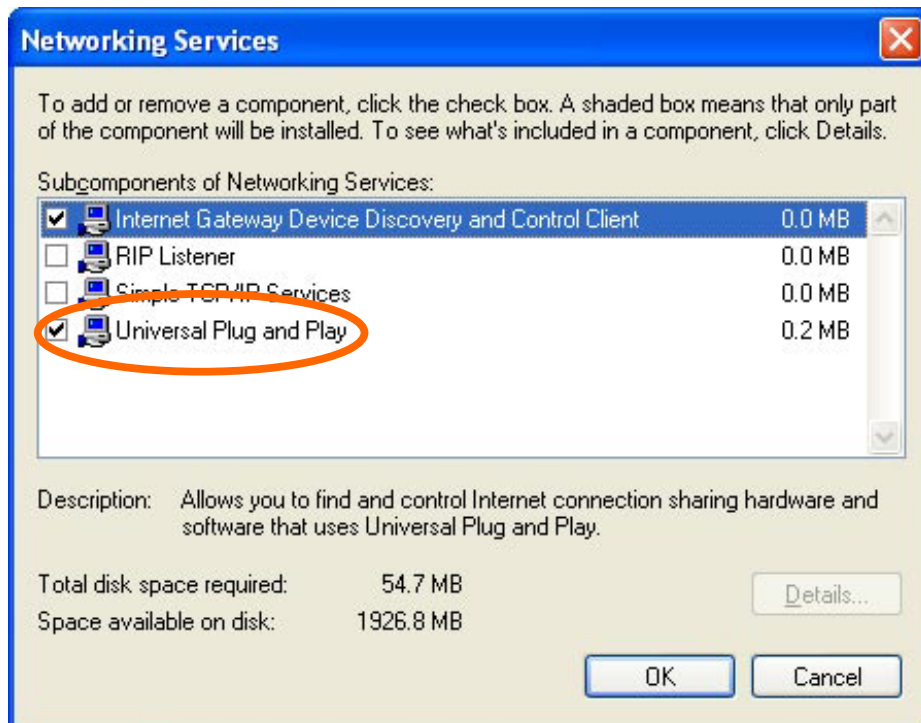 Networking Services
To add or remove a component, click the check box. A shaded box means that only part
of the component will be installed. To see what's included in a component, click Details.
Subcomponents of Networking Services:
Internet Gateway Device Discovery and Control Client 0.0 MB
RIP Listener 0.0 MB
Simple TCP/IP Services 0.0 MB
Universal Plug and Play 0.2 MB
Description: Allows you to find and control Internet connection sharing hardware and
software that uses Universal Plug and Play.
Total disk space required: 54.7 MB
Details...
Space available on disk: 1926.8 MB
OK Cancel